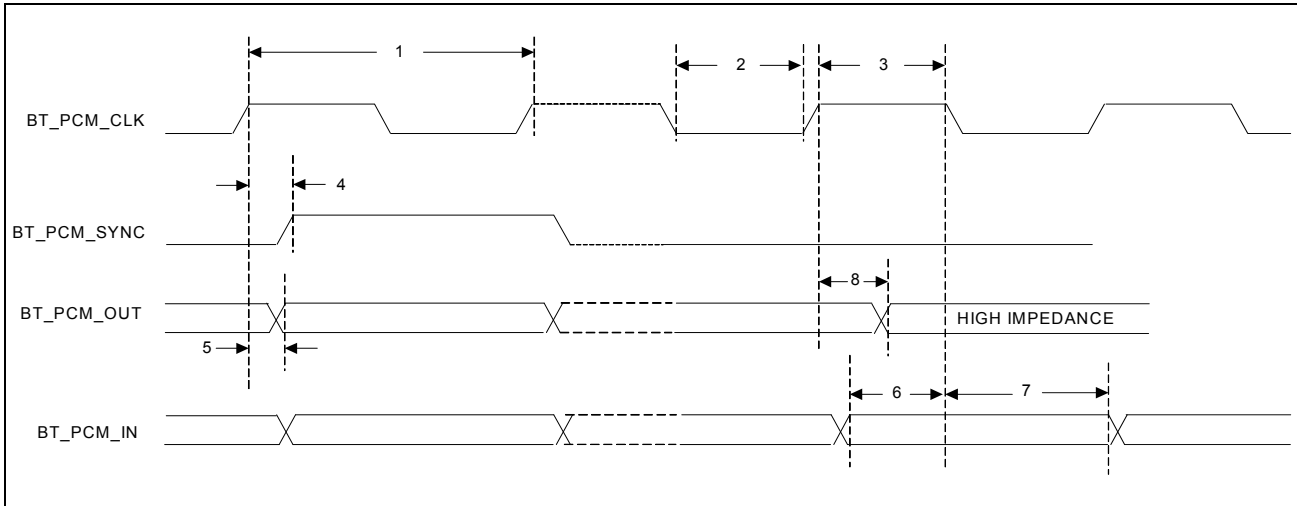 1
2
3
BT_PCM_CLK
4
BT_PCM_SYNC
8
BT_PCM_OUT
HIGH IMPEDANCE
5
6
7
BT_PCM_IN